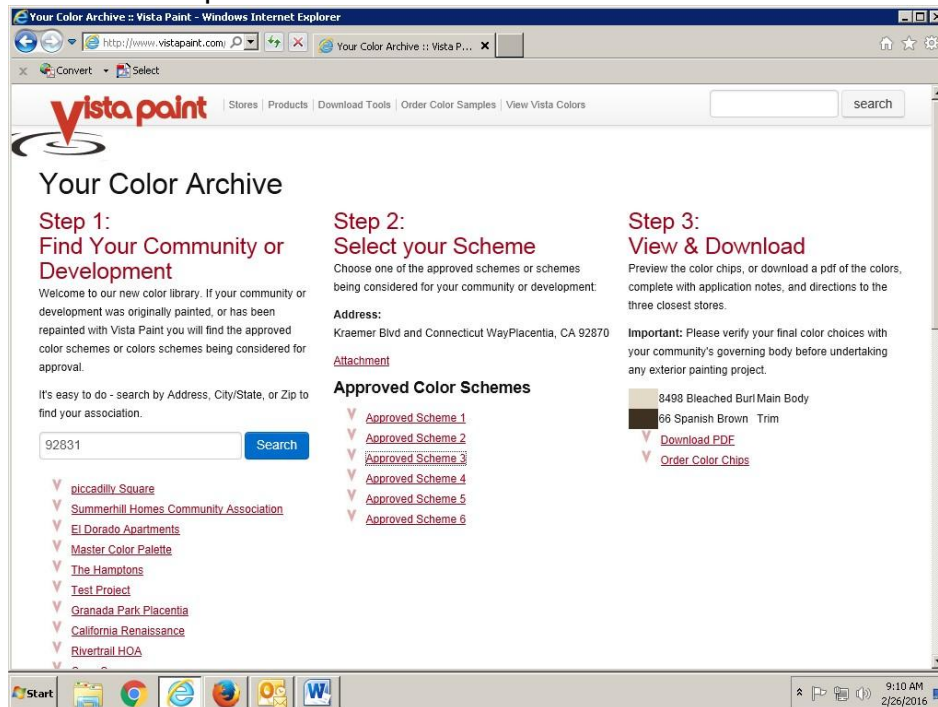 Your Color Archive :: Vista Paint - Windows Internet Explorer
http://www.vistapaint.com
Your Color Archive :: Vista P...
x Convert Select
vista paint
Stores | Products | Download Tools | Order Color Samples | View Vista Colors
search
Your Color Archive
Step 1:
Find Your Community or
Development
Welcome to our new color library. If your community or
development was originally painted, or has been
repainted with Vista Paint you will find the approved
color schemes or colors schemes being considered for
approval.
It's easy to do - search by Address, City/State, or Zip to
find your association.
92831 Search
piccadilly Square
Summerhill Homes Community Association
El Dorado Apartments
Master Color Palette
The Hamptons
Test Project
Granada Park Placentia
California Renaissance
Rivertrail HOA
Step 2:
Select your Scheme
Choose one of the approved schemes or schemes
being considered for your community or development:
Address:
Kraemer Blvd and Connecticut WayPlacentia, CA 92870
Attachment
Approved Color Schemes
Approved Scheme 1
Approved Scheme 2
Approved Scheme 3
Approved Scheme 4
Approved Scheme 5
Approved Scheme 6
Step 3:
View & Download
Preview the color chips, or download a pdf of the colors,
complete with application notes, and directions to the
three closest stores.
Important: Please verify your final color choices with
your community's governing body before undertaking
any exterior painting project.
8498 Bleached Burl Main Body
66 Spanish Brown Trim
Download PDF
Order Color Chips
Start
9:10 AM
2/26/2016